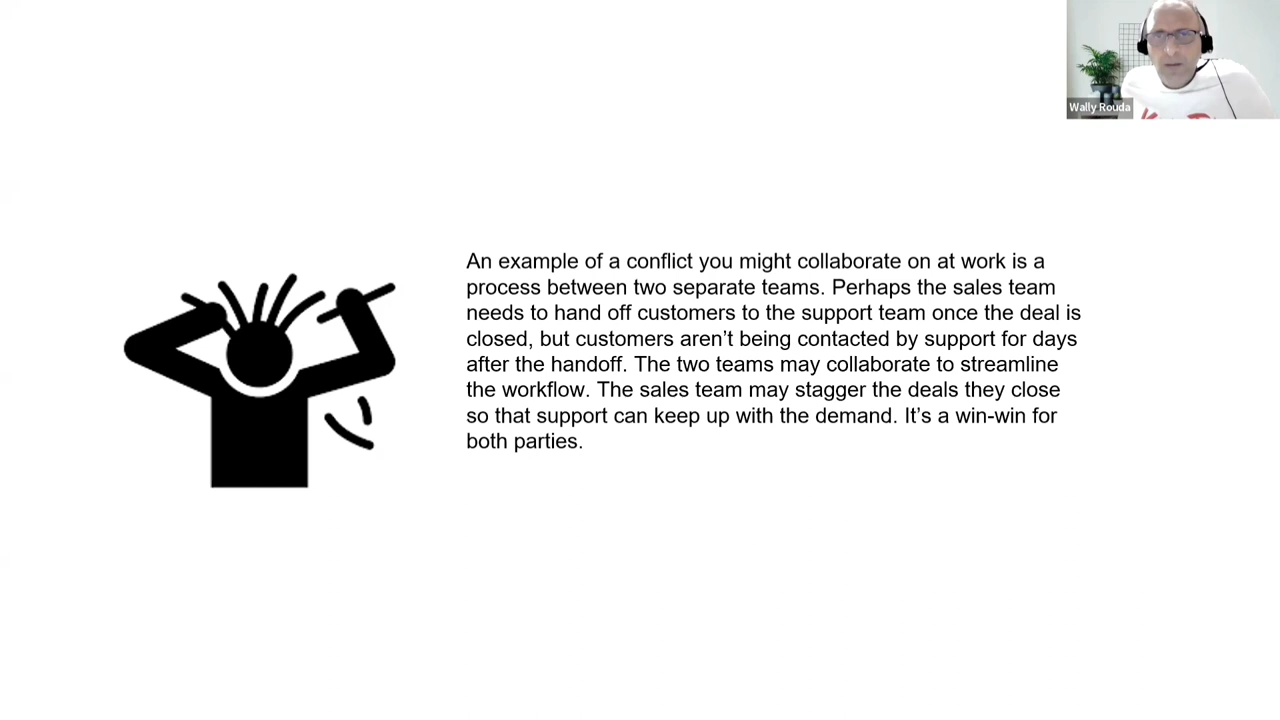 Wally Rouda
An example of a conflict you might collaborate on at work is a
process between two separate teams. Perhaps the sales team
needs to hand off customers to the support team once the deal is
closed, but customers aren’t being contacted by support for days
after the handoff. The two teams may collaborate to streamline
the workflow. The sales team may stagger the deals they close
so that support can keep up with the demand. It’s a win-win for
both parties.